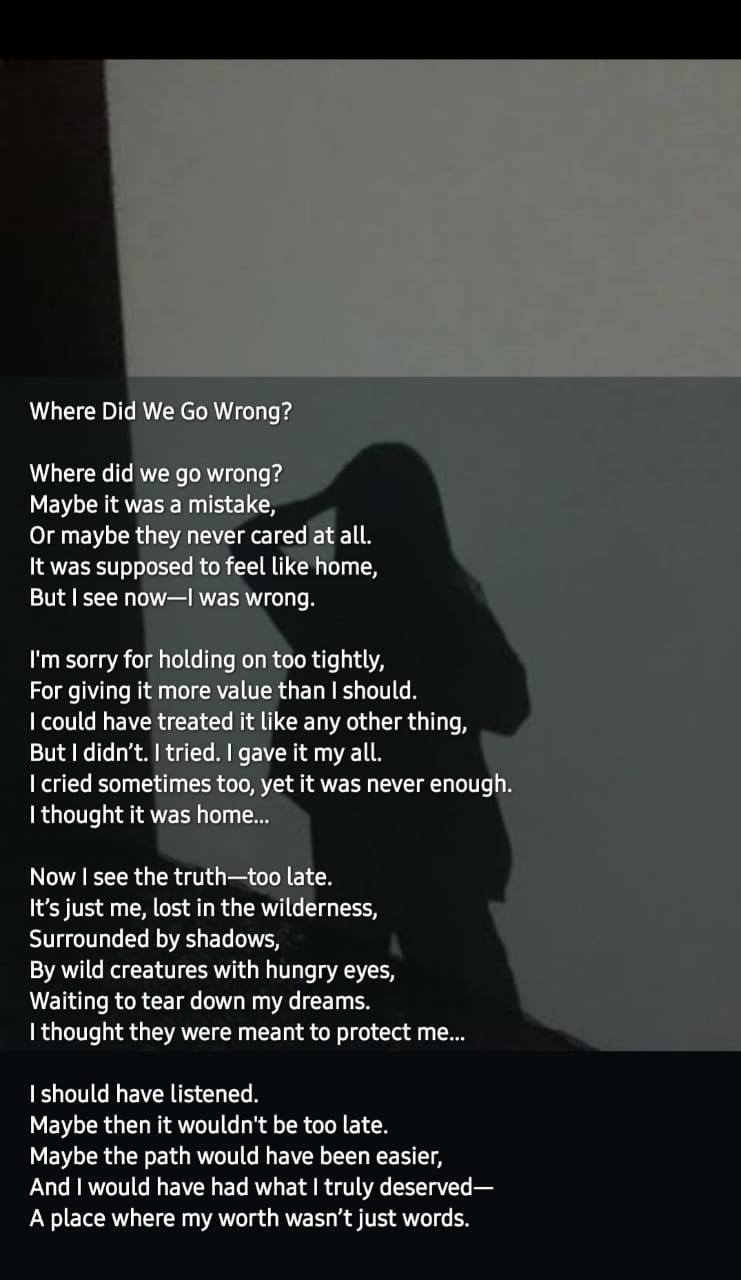 Where Did We Go Wrong?
Where did we go wrong?
Maybe it was a mistake,
Or maybe they never cared at all.
It was supposed to feel like home,
But I see now—I was wrong.
I'm sorry for holding on too tightly,
For giving it more value than I should.
I could have treated it like any other thing,
But I didn’t. I tried. I gave it my all.
I cried sometimes too, yet it was never enough.
I thought it was home...
Now I see the truth—too late.
It’s just me, lost in the wilderness,
Surrounded by shadows,
By wild creatures with hungry eyes,
Waiting to tear down my dreams.
I thought they were meant to protect me...
I should have listened.
Maybe then it wouldn't be too late.
Maybe the path would have been easier,
And I would have had what I truly deserved—
A place where my worth wasn’t just words.